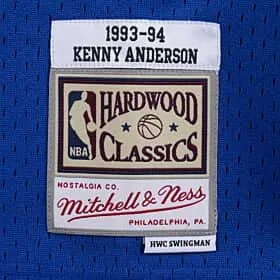 1993-94
KENNY ANDERSON
HARDWOOD
NBA
CLASSICS
NOSTALGIA CO.
Mitchell & Ness
PHILADELPHIA, PA.
HWC SWINGMAN